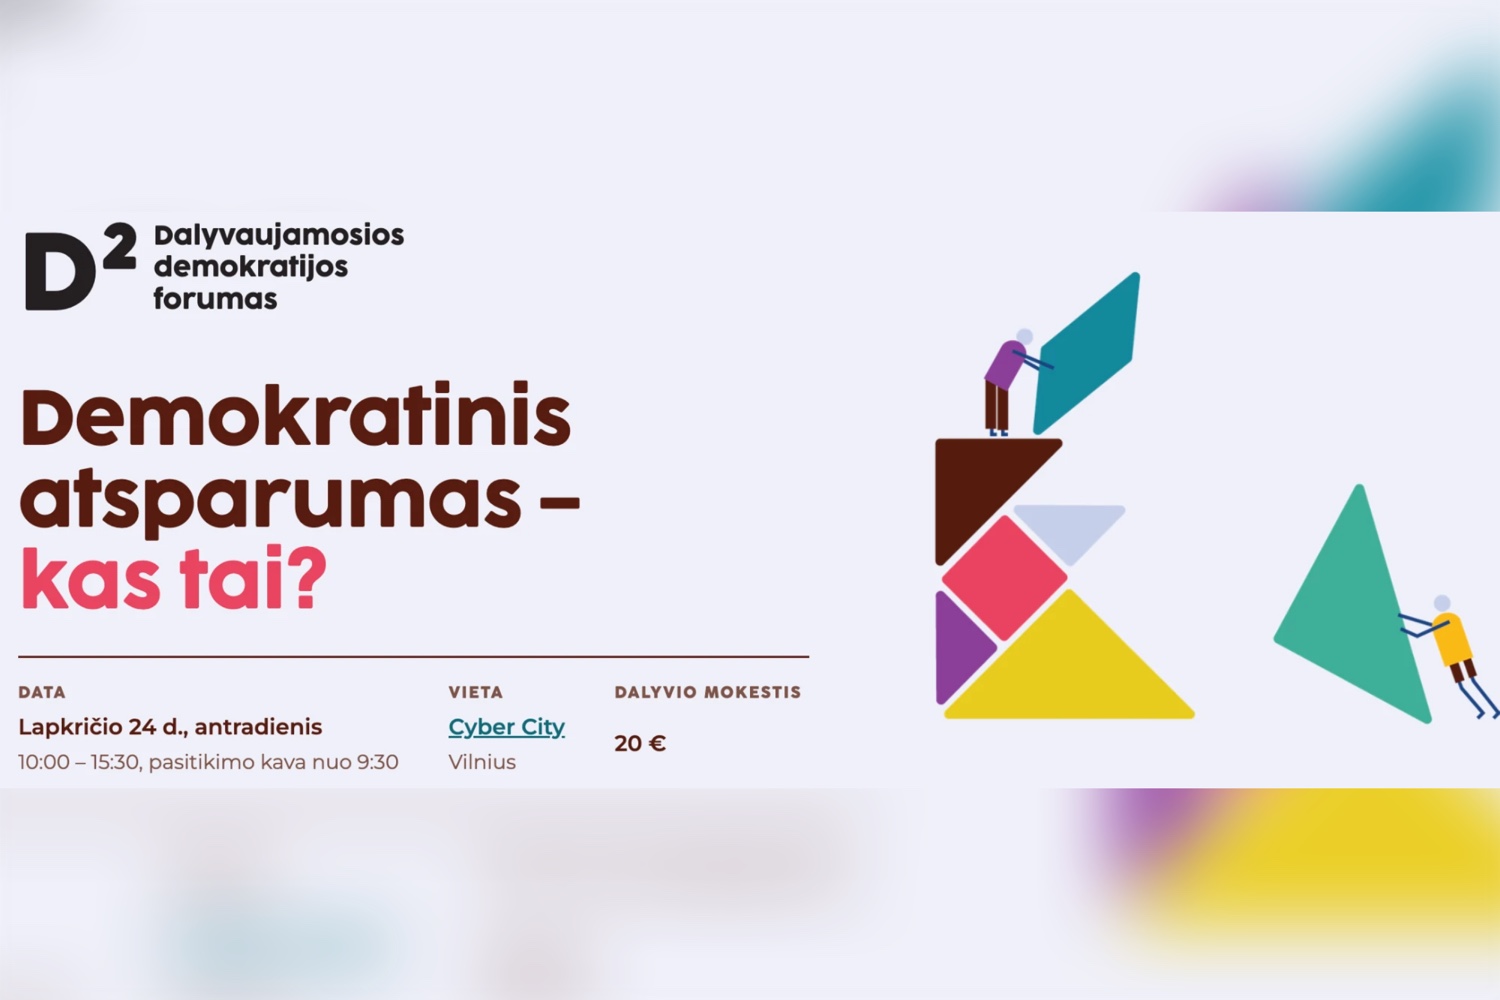 D²
Dalyvaujamosios
demokratijos
forumas
Demokratinis
atsparumas –
kas tai?
DATA
Lapkričio 24 d., antradienis
10:00 – 15:30, pasitikimo kava nuo 9:30
VIETA
Cyber City
Vilnius
DALYVIO MOKESTIS
20 €